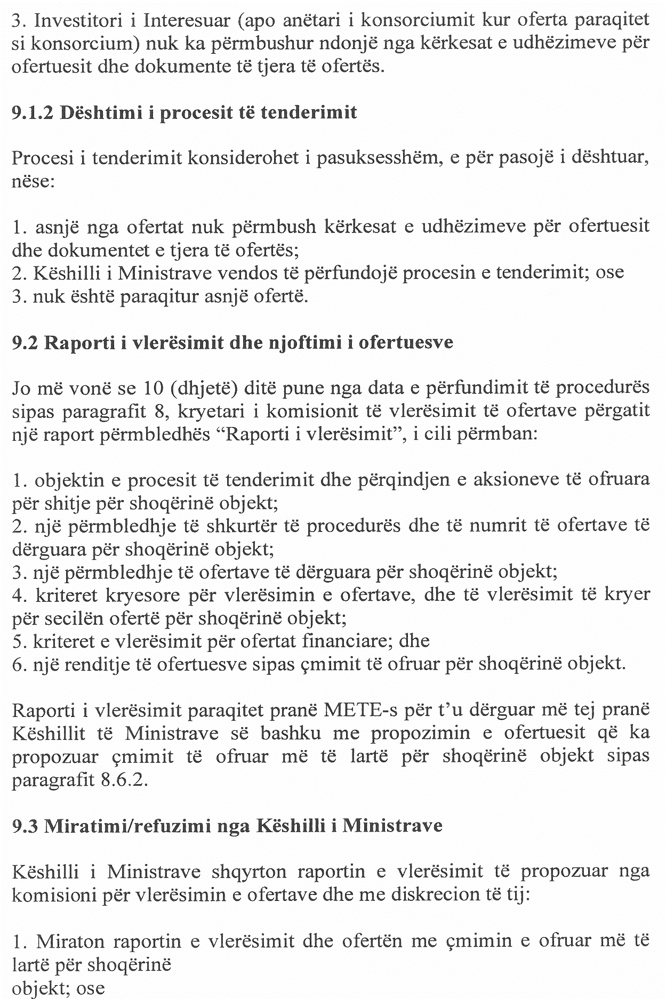 3. Investitori i Interesuar (apo anëtari i konsorciumit kur oferta paraqitet
si konsorcium) nuk ka përmbushur ndonjë nga kërkesat e udhëzimeve për
ofertuesit dhe dokumente të tjera të ofertës.
9.1.2 Dështimi i procesit të tenderimit
Procesi i tenderimit konsiderohet i pasuksesshëm, e për pasojë i dështuar,
nëse:
1. asnjë nga ofertat nuk përmbush kërkesat e udhëzimeve për ofertuesit
dhe dokumentet e tjera të ofertës;
2. Këshilli i Ministrave vendos të përfundojë procesin e tenderimit; ose
3. nuk është paraqitur asnjë ofertë.
9.2 Raporti i vlerësimit dhe njoftimi i ofertuesve
Jo më vonë se 10 (dhjetë) ditë pune nga data e përfundimit të procedurës
sipas paragrafit 8, kryetari i komisionit të vlerësimit të ofertave përgatit
një raport përmbledhës “Raporti i vlerësimit”, i cili përmban:
1. objektin e procesit të tenderimit dhe përqindjen e aksioneve të ofruara
për shitje për shoqërinë objekt;
2. një përmbledhje të shkurtër të procedurës dhe të numrit të ofertave të
dërguara për shoqërinë objekt;
3. një përmbledhje të ofertave të dërguara për shoqërinë objekt;
4. kriteret kryesore për vlerësimin e ofertave, dhe të vlerësimit të kryer
për secilën ofertë për shoqërinë objekt;
5. kriteret e vlerësimit për ofertat financiare; dhe
6. një renditje të ofertuesve sipas çmimit të ofruar për shoqërinë objekt.
Raporti i vlerësimit paraqitet pranë METE-s për t’u dërguar më tej pranë
Këshillit të Ministrave së bashku me propozimin e ofertuesit që ka
propozuar çmimit të ofruar më të lartë për shoqërinë objekt sipas
paragrafit 8.6.2.
9.3 Miratimi/refuzimi nga Këshilli i Ministrave
Këshilli i Ministrave shqyrton raportin e vlerësimit të propozuar nga
komisioni për vlerësimin e ofertave dhe me diskrecion të tij:
1. Miraton raportin e vlerësimit dhe ofertën me çmimin e ofruar më të
lartë për shoqërinë
objekt; ose